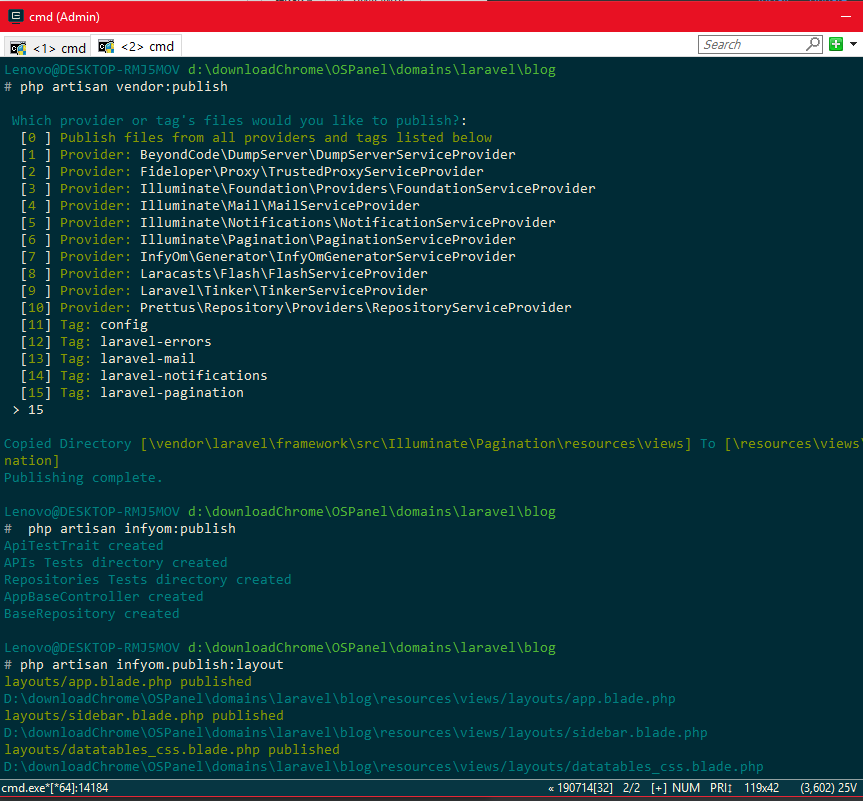 cmd (Admin)
<1> cmd <2> cmd Search
Lenovo@DESKTOP-RMJ5MOV d:\downloadChrome\OSPanel\domains\laravel\blog
# php artisan vendor:publish
Which provider or tag's files would you like to publish?:
[0 ] Publish files from all providers and tags listed below
[1 ] Provider: BeyondCode\DumpServer\DumpServerServiceProvider
[2 ] Provider: Fideloper\Proxy\TrustedProxyServiceProvider
[3 ] Provider: Illuminate\Foundation\Providers\FoundationServiceProvider
[4 ] Provider: Illuminate\Mail\MailServiceProvider
[5 ] Provider: Illuminate\Notifications\NotificationServiceProvider
[6 ] Provider: Illuminate\Pagination\PaginationServiceProvider
[7 ] Provider: InfyOm\Generator\InfyOmGeneratorServiceProvider
[8 ] Provider: Laracasts\Flash\FlashServiceProvider
[9 ] Provider: Laravel\Tinker\TinkerServiceProvider
[10] Provider: Prettus\Repository\Providers\RepositoryServiceProvider
[11] Tag: config
[12] Tag: laravel-errors
[13] Tag: laravel-mail
[14] Tag: laravel-notifications
[15] Tag: laravel-pagination
> 15
Copied Directory [\vendor\laravel\framework\src\Illuminate\Pagination\resources\views] To [\resources\views\
nation]
Publishing complete.
Lenovo@DESKTOP-RMJ5MOV d:\downloadChrome\OSPanel\domains\laravel\blog
#  php artisan infyom:publish
ApiTestTrait created
APIs Tests directory created
Repositories Tests directory created
AppBaseController created
BaseRepository created
Lenovo@DESKTOP-RMJ5MOV d:\downloadChrome\OSPanel\domains\laravel\blog
# php artisan infyom.publish:layout
layouts/app.blade.php published
D:\downloadChrome\OSPanel\domains\laravel\blog\resources\views/layouts/app.blade.php
layouts/sidebar.blade.php published
D:\downloadChrome\OSPanel\domains\laravel\blog\resources\views/layouts/sidebar.blade.php
layouts/datatables_css.blade.php published
D:\downloadChrome\OSPanel\domains\laravel\blog\resources\views/layouts/datatables_css.blade.php
cmd.exe*[*64]:14184 « 190714[32] 2/2 [+] NUM PRI↕ 119x42 (3,602) 25V